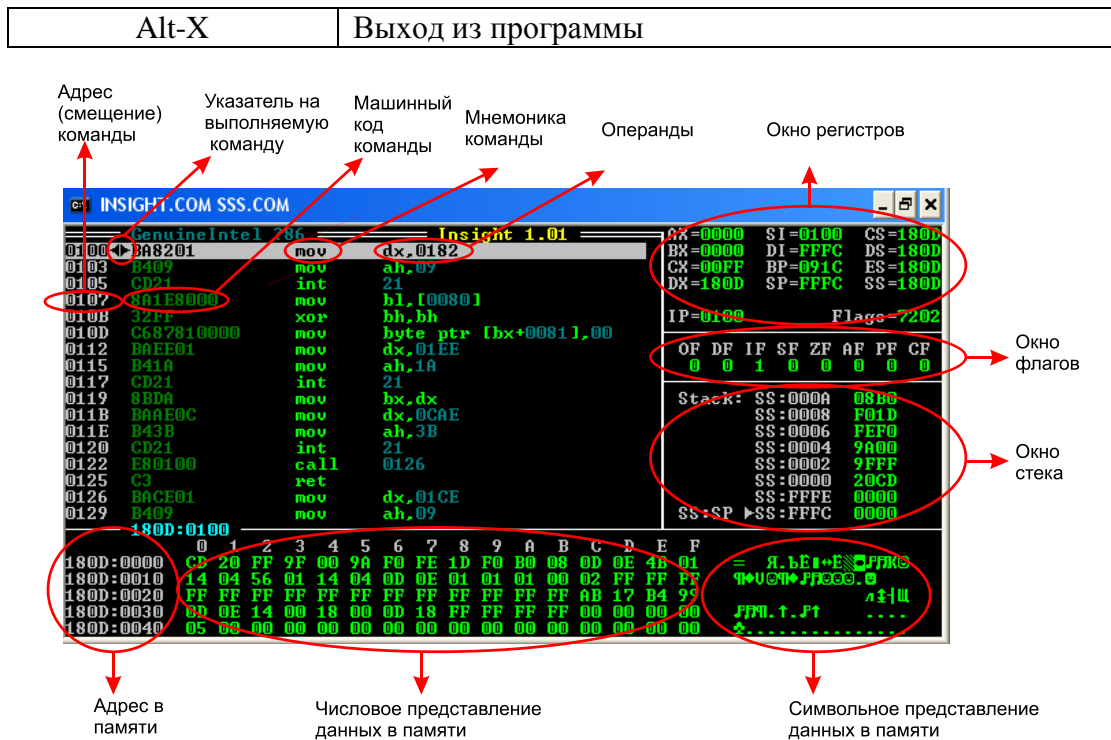 Alt-X Выход из программы
Адрес (смещение) команды
Указатель на выполняемую команду
Машинный код команды
Мнемоника команды
Операнды
Окно регистров
INSIGHT.COM SSS.COM
GenuineIntel 286 Insight 1.01
0100 BA8201 mov dx,0182
0103 B409 mov ah,09
0105 CD21 int 21
0107 8A1E8000 mov bl,[0080]
010B 32FF xor bh,bh
010D C687810000 mov byte ptr [bx+0081],00
0112 BAEE01 mov dx,01EE
0115 B41A mov ah,1A
0117 CD21 int 21
0119 8BDA mov bx,dx
011B BAAE0C mov dx,0CAE
011E B43B mov ah,3B
0120 CD21 int 21
0122 E80100 call 0126
0125 C3 ret
0126 BACE01 mov dx,01CE
0129 B409 mov ah,09
AX=0000 SI=0100 CS=180D
BX=0000 DI=FFFC DS=180D
CX=00FF BP=091C ES=180D
DX=180D SP=FFFC SS=180D
IP=0100 Flags=7202
OF DF IF SF ZF AF PF CF
0 0 1 0 0 0 0 0
Окно флагов
Stack: SS:000A 08B0
SS:0008 F01D
SS:0006 FEF0
SS:0004 9A00
SS:0002 9FFF
SS:0000 20CD
SS:FFFE 0000
SS:SP ►SS:FFFC 0000
Окно стека
180D:0100
0 1 2 3 4 5 6 7 8 9 A B C D E F
180D:0000 CD 20 FF 9F 00 9A F0 FE 1D F0 B0 08 0D 0E 4B 01
180D:0010 14 04 56 01 14 04 0D 0E 01 01 01 00 02 FF FF FF
180D:0020 FF FF FF FF FF FF FF FF FF FF FF FF AB 17 B4 99
180D:0030 0D 0E 14 00 18 00 0D 18 FF FF FF FF 00 00 00 00
180D:0040 05 00 00 00 00 00 00 00 00 00 00 00 00 00 00 00
Адрес в памяти
Числовое представление данных в памяти
Символьное представление данных в памяти